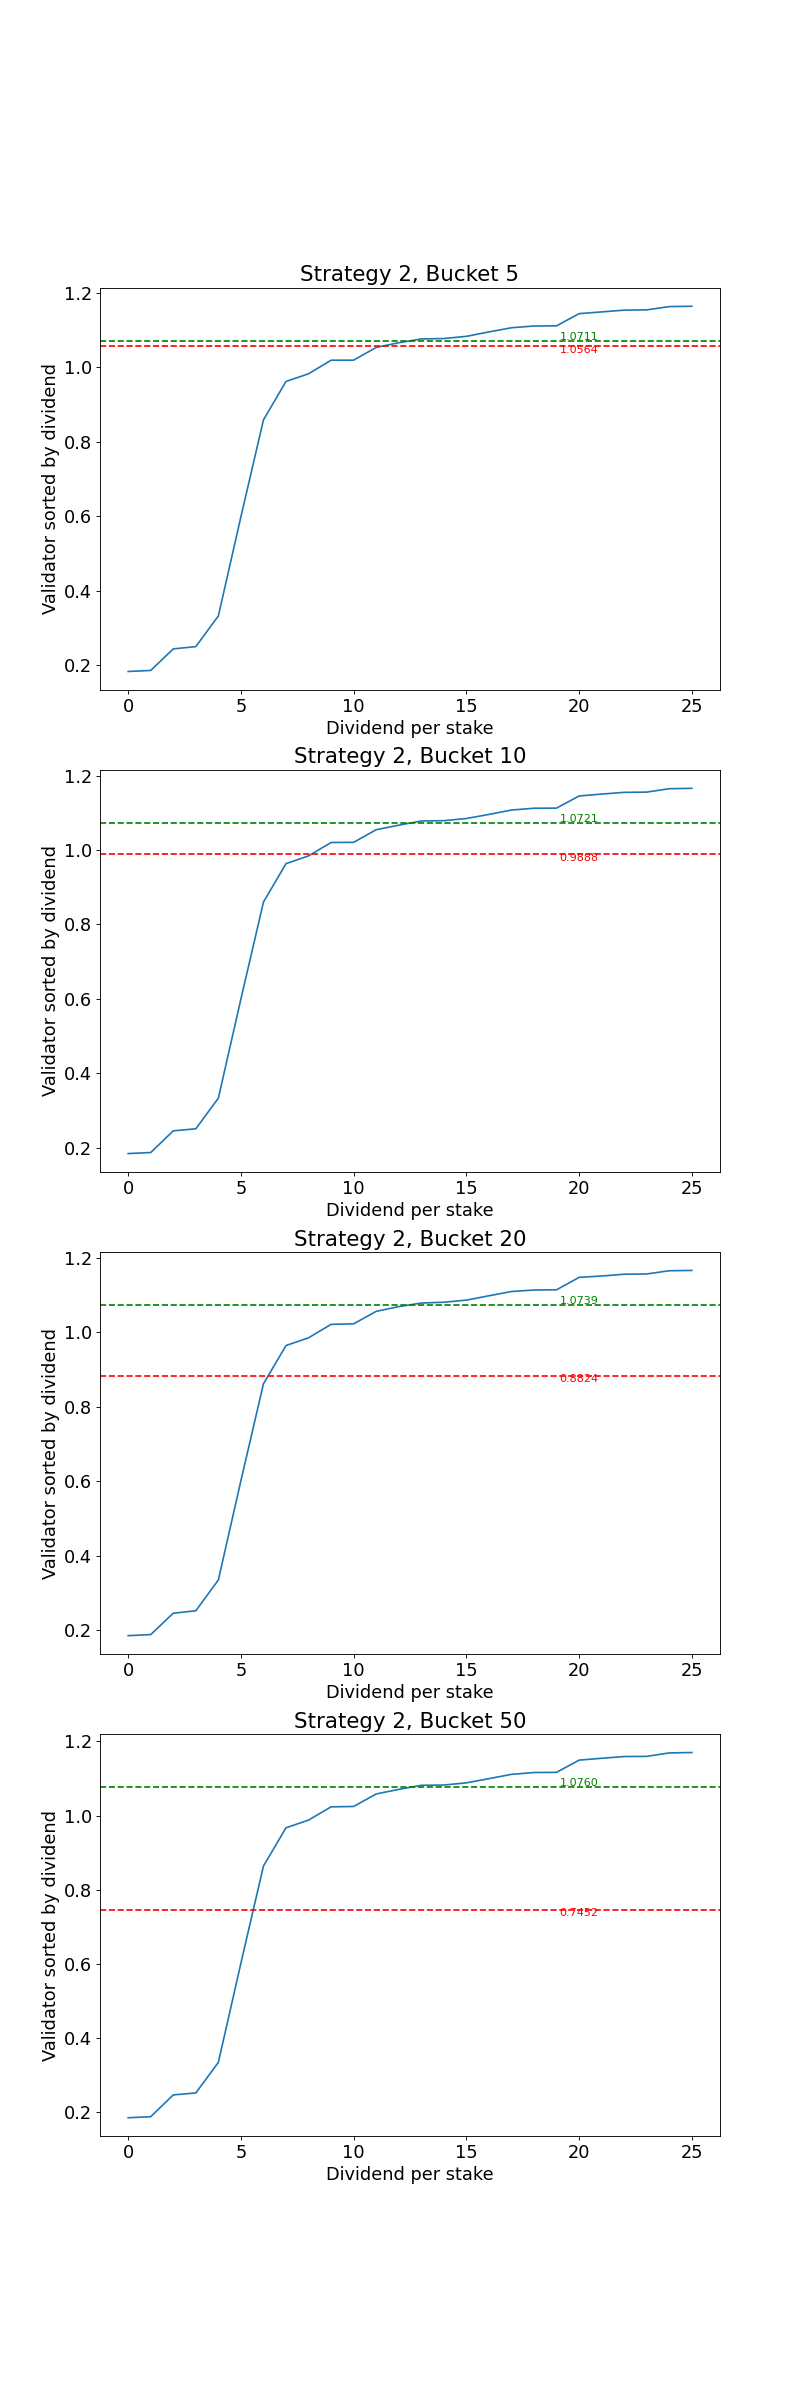 Strategy 2, Bucket 5
1.2
1.0
0.8
0.6
0.4
0.2
Validator sorted by dividend
1.0711
1.0564
0 5 10 15 20 25
Dividend per stake
Strategy 2, Bucket 10
1.2
1.0
0.8
0.6
0.4
0.2
Validator sorted by dividend
1.0721
0.9888
0 5 10 15 20 25
Dividend per stake
Strategy 2, Bucket 20
1.2
1.0
0.8
0.6
0.4
0.2
Validator sorted by dividend
1.0739
0.8824
0 5 10 15 20 25
Dividend per stake
Strategy 2, Bucket 50
1.2
1.0
0.8
0.6
0.4
0.2
Validator sorted by dividend
1.0760
0.7452
0 5 10 15 20 25
Dividend per stake